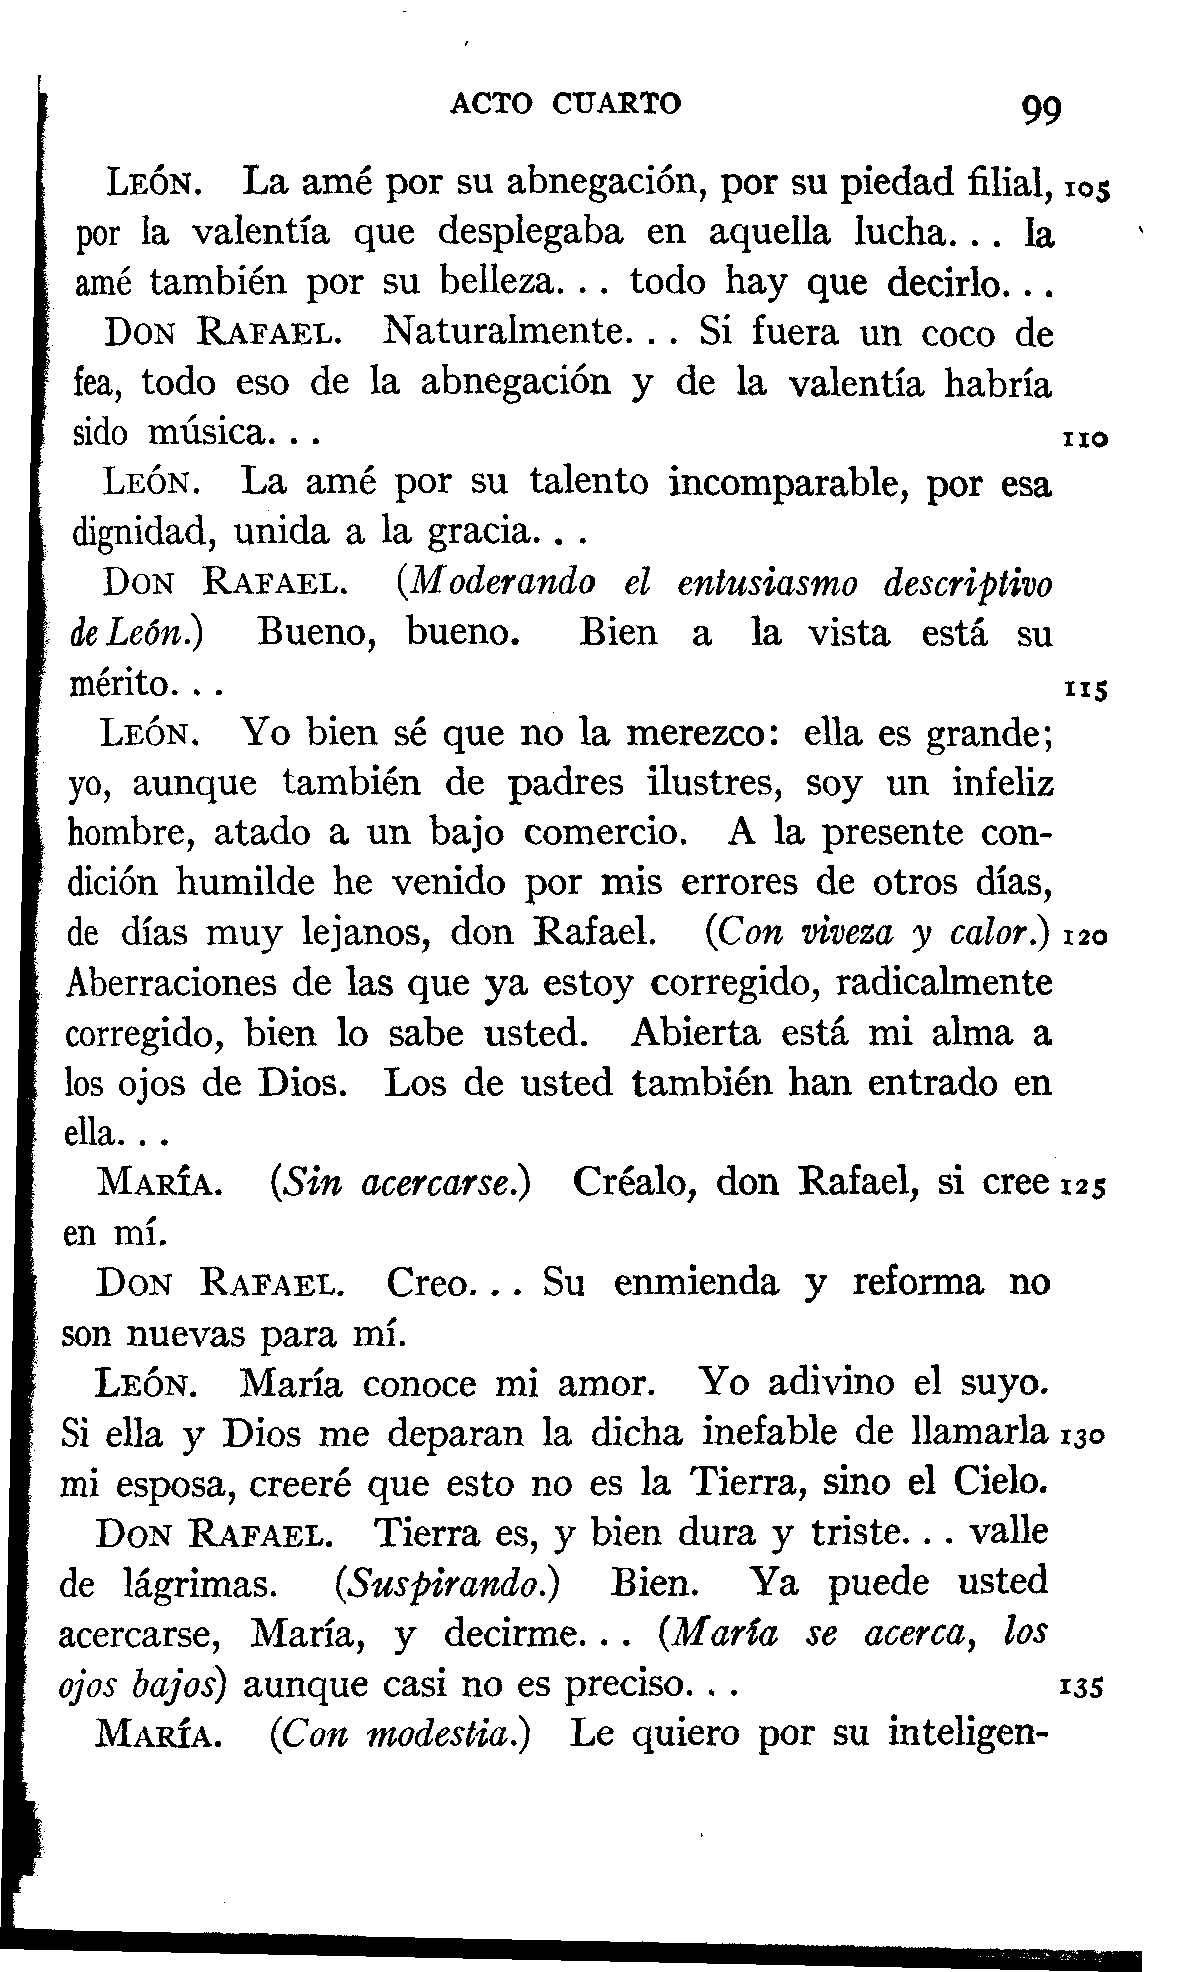 ACTO CUARTO 99
LEÓN. La amé por su abnegación, por su piedad filial, 105
por la valentía que desplegaba en aquella lucha. . . la
amé también por su belleza. . . todo hay que decirlo. . .
DON RAFAEL. Naturalmente. . . Si fuera un coco de
fea, todo eso de la abnegación y de la valentía habría
sido música. . . 110
LEÓN. La amé por su talento incomparable, por esa
dignidad, unida a la gracia. . .
DON RAFAEL. (Moderando el entusiasmo descriptivo
de León.) Bueno, bueno. Bien a la vista está su
mérito. . . 115
LEÓN. Yo bien sé que no la merezco: ella es grande;
yo, aunque también de padres ilustres, soy un infeliz
hombre, atado a un bajo comercio. A la presente con-
dición humilde he venido por mis errores de otros días,
de días muy lejanos, don Rafael. (Con viveza y calor.) 120
Aberraciones de las que ya estoy corregido, radicalmente
corregido, bien lo sabe usted. Abierta está mi alma a
los ojos de Dios. Los de usted también han entrado en
ella. . .
MARÍA. (Sin acercarse.) Créalo, don Rafael, si cree 125
en mí.
DON RAFAEL. Creo. . . Su enmienda y reforma no
son nuevas para mí.
LEÓN. María conoce mi amor. Yo adivino el suyo.
Si ella y Dios me deparan la dicha inefable de llamarla 130
mi esposa, creeré que esto no es la Tierra, sino el Cielo.
DON RAFAEL. Tierra es, y bien dura y triste. . . valle
de lágrimas. (Suspirando.) Bien. Ya puede usted
acercarse, María, y decirme. . . (María se acerca, los
ojos bajos) aunque casi no es preciso. . . 135
MARÍA. (Con modestia.) Le quiero por su inteligen-